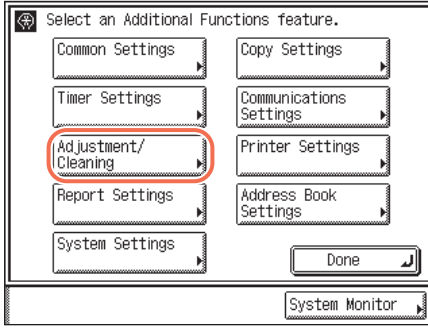 Select an Additional Functions feature.
Common Settings
Copy Settings
Timer Settings
Communications
Settings
Adjustment/
Cleaning
Printer Settings
Report Settings
Address Book
Settings
System Settings
Done
System Monitor